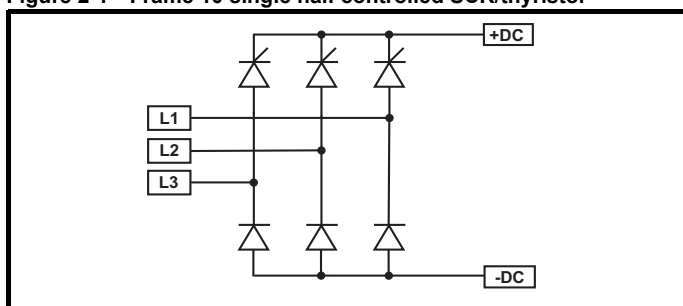 Figure 2-1 Frame 10 single half controlled SCR/thyristor
+DC
L1
L2
L3
-DC